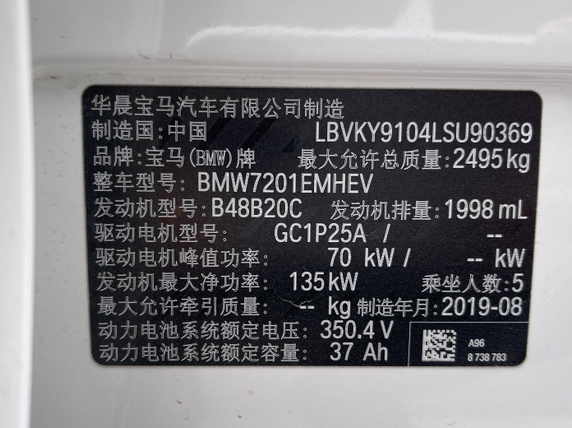 华晨宝马汽车有限公司制造
制造国: 中国 LBVKY9104LSU90369
品牌: 宝马(BMW)牌 最大允许总质量: 2495kg
整车型号: BMW7201EMHEV
发动机型号: B48B20C 发动机排量: 1998 mL
驱动电机型号: GC1P25A / --
驱动电机峰值功率: 70 kW / -- kW
发动机最大净功率: 135kW 乘坐人数: 5
最大允许牵引质量: -- kg 制造年月: 2019-08
动力电池系统额定电压: 350.4 V
动力电池系统额定容量: 37 Ah
A96
8 738 783